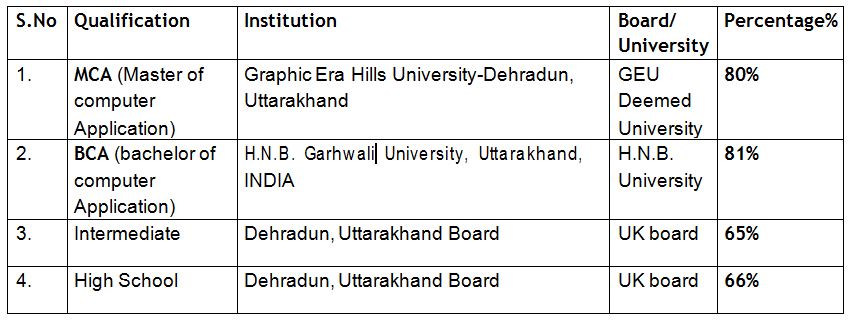 S.No Qualification Institution Board/ Percentage%
University
1. MCA (Master of Graphic Era Hills University-Dehradun, GEU 80%
computer Uttarakhand Deemed
Application) University
2. BCA (bachelor of H.N.B. Garhwali University, Uttarakhand, H.N.B. 81%
computer INDIA University
Application)
3. Intermediate Dehradun, Uttarakhand Board UK board 65%
4. High School Dehradun, Uttarakhand Board UK board 66%